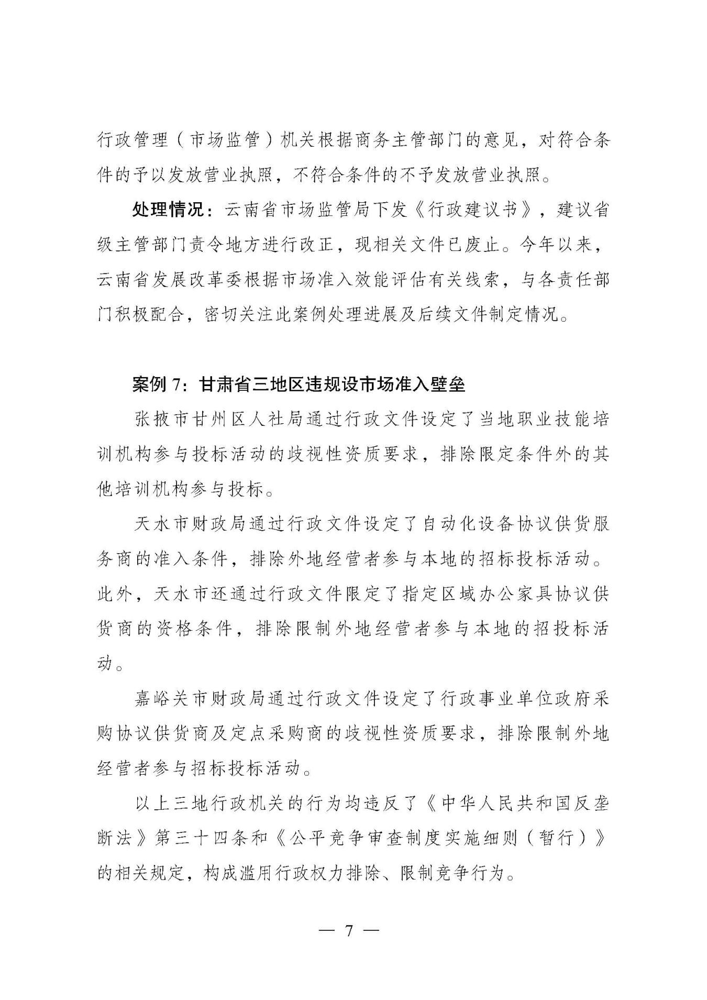 行政管理（市场监管）机关根据商务主管部门的意见，对符合条
件的予以发放营业执照，不符合条件的不予发放营业执照。
处理情况：云南省市场监管局下发《行政建议书》，建议省
级主管部门责令地方进行改正，现相关文件已废止。今年以来，
云南省发展改革委根据市场准入效能评估有关线索，与各责任部
门积极配合，密切关注此案例处理进展及后续文件制定情况。
案例 7：甘肃省三地区违规设市场准入壁垒
张掖市甘州区人社局通过行政文件设定了当地职业技能培
训机构参与投标活动的歧视性资质要求，排除限定条件外的其
他培训机构参与投标。
天水市财政局通过行政文件设定了自动化设备协议供货服
务商的准入条件，排除外地经营者参与本地的招标投标活动。
此外，天水市还通过行政文件限定了指定区域办公家具协议供
货商的资格条件，排除限制外地经营者参与本地的招投标活
动。
嘉峪关市财政局通过行政文件设定了行政事业单位政府采
购协议供货商及定点采购商的歧视性资质要求，排除限制外地
经营者参与招标投标活动。
以上三地行政机关的行为均违反了《中华人民共和国反垄
断法》第三十四条和《公平竞争审查制度实施细则（暂行）》
的相关规定，构成滥用行政权力排除、限制竞争行为。
— 7 —